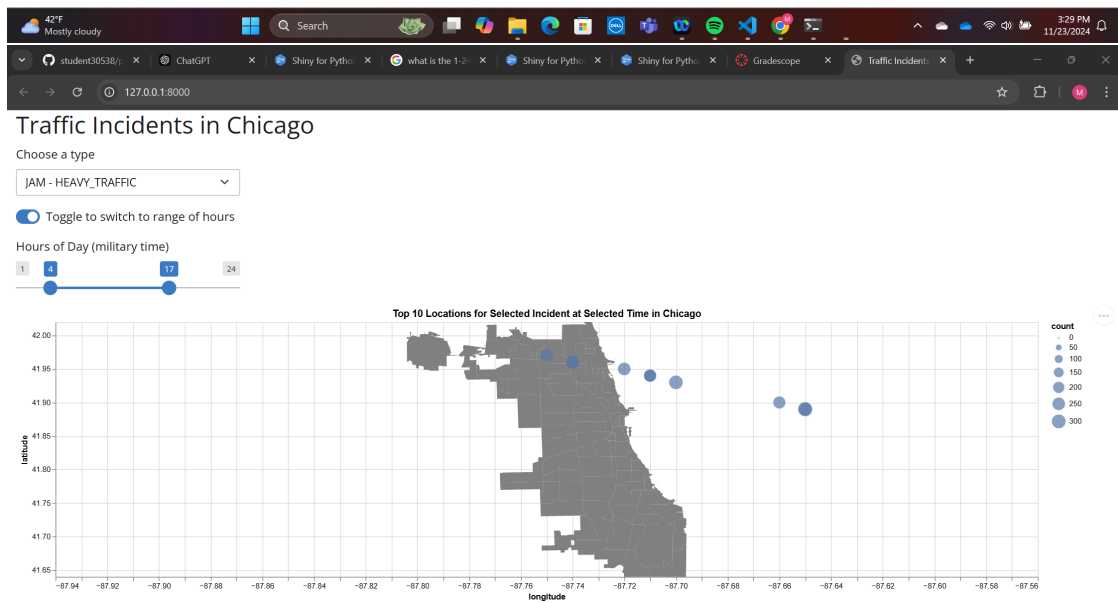 42°F
Mostly cloudy
Search
3:29 PM
11/23/2024
student30538/p
ChatGPT
Shiny for Python
what is the 1-24
Shiny for Python
Shiny for Python
Gradescope
Traffic Incidents
127.0.0.1:8000
M
Traffic Incidents in Chicago
Choose a type
JAM - HEAVY_TRAFFIC
Toggle to switch to range of hours
Hours of Day (military time)
1 4 17 24
Top 10 Locations for Selected Incident at Selected Time in Chicago
count
0
50
100
150
200
250
300
latitude
42.00
41.95
41.90
41.85
41.80
41.75
41.70
41.65
−87.94 −87.92 −87.90 −87.88 −87.86 −87.84 −87.82 −87.80 −87.78 −87.76 −87.74 −87.72 −87.70 −87.68 −87.66 −87.64 −87.62 −87.60 −87.58 −87.56
longitude